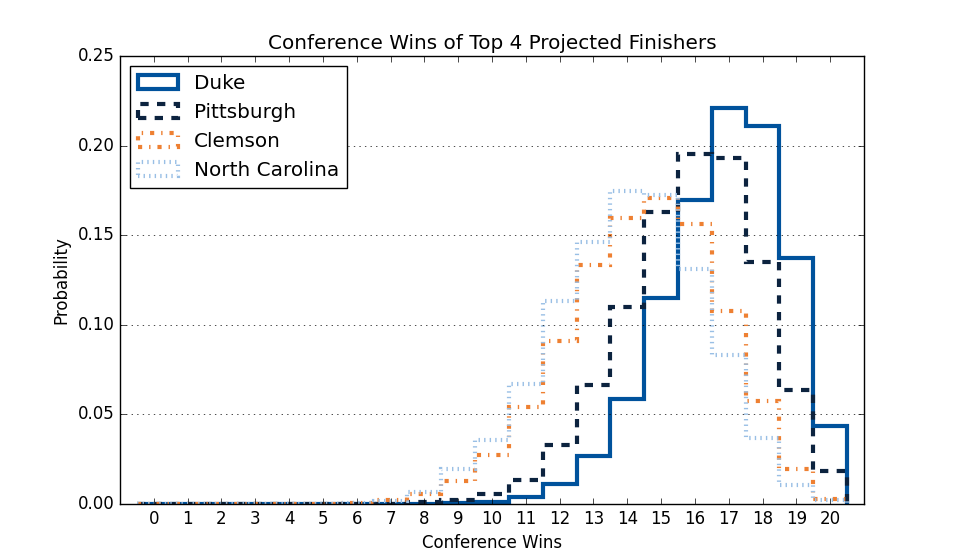 Conference Wins of Top 4 Projected Finishers
0.25
0.20
0.15
0.10
0.05
0.00
Probability
Duke
Pittsburgh
Clemson
North Carolina
0 1 2 3 4 5 6 7 8 9 10 11 12 13 14 15 16 17 18 19 20
Conference Wins